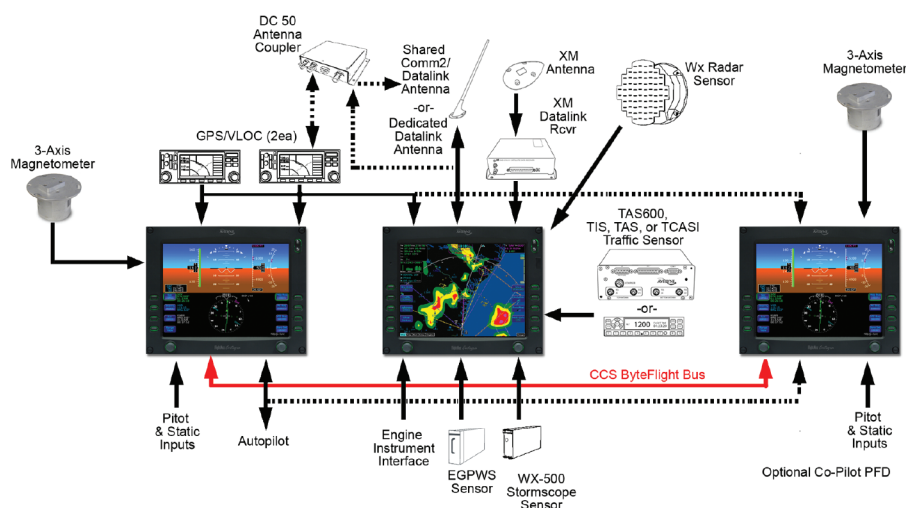 DC 50
Antenna
Coupler
Shared
Comm2/
Datalink
Antenna
-or-
Dedicated
Datalink
Antenna
XM
Antenna
XM
Datalink
Rcvr
Wx Radar
Sensor
3-Axis
Magnetometer
GPS/VLOC (2ea)
3-Axis
Magnetometer
TAS600,
TIS, TAS, or TCASI
Traffic Sensor
-or-
1200
CCS ByteFlight Bus
Pitot
& Static
Inputs
Autopilot
Engine
Instrument
Interface
EGPWS
Sensor
WX-500
Stormscope
Sensor
Pitot
& Static
Inputs
Optional Co-Pilot PFD